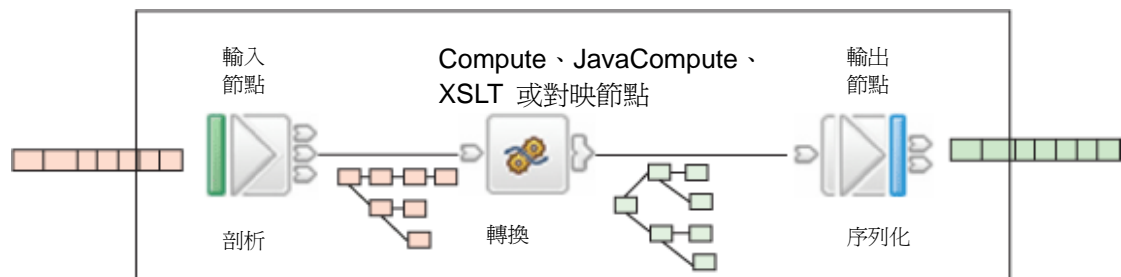 輸入
節點
Compute、JavaCompute、
XSLT 或對映節點
輸出
節點
剖析
轉換
序列化